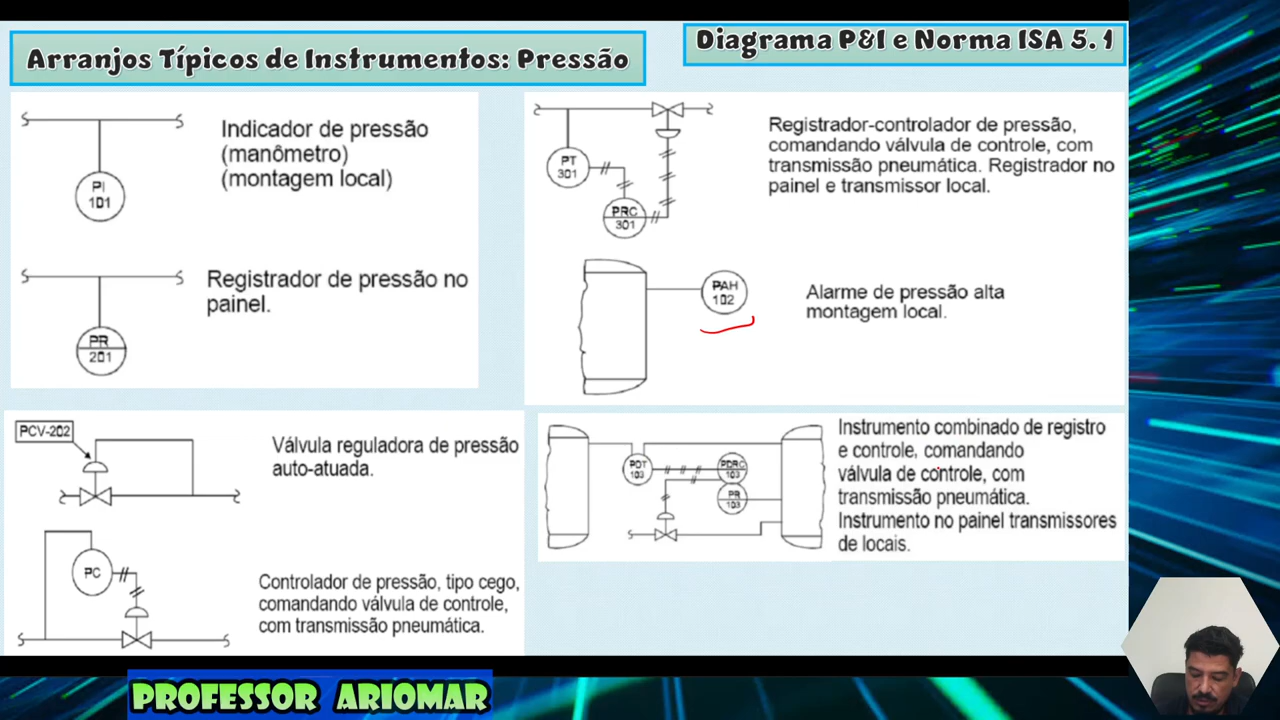 Arranjos Típicos de Instrumentos: Pressão
Diagrama P&I e Norma ISA 5.1
PI
101
Indicador de pressão
(manômetro)
(montagem local)
PR
201
Registrador de pressão no
painel.
PT
301
PRC
301
Registrador-controlador de pressão,
comandando válvula de controle, com
transmissão pneumática. Registrador no
painel e transmissor local.
PAH
102
Alarme de pressão alta
montagem local.
PCV-202
Válvula reguladora de pressão
auto-atuada.
PC
Controlador de pressão, tipo cego,
comandando válvula de controle,
com transmissão pneumática.
PDT
103
PDRC
103
PR
103
Instrumento combinado de registro
e controle, comandando
válvula de controle, com
transmissão pneumática.
Instrumento no painel transmissores
de locais.
PROFESSOR ARIOMAR